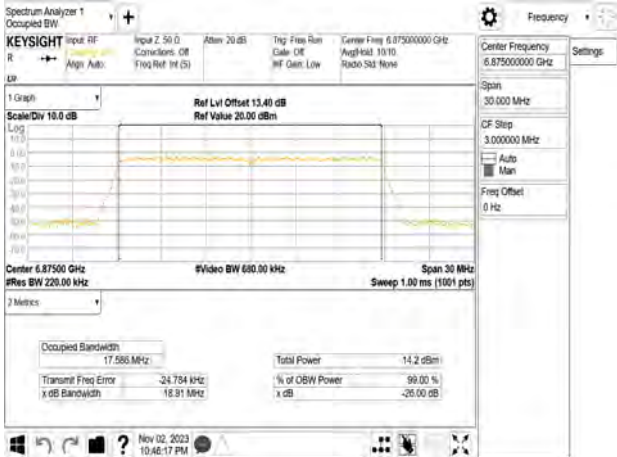 Spectrum Analyzer 1
Occupied BW
+
Frequency
KEYSIGHT
R
Input: RF
Align: Auto
Input Z: 50 Ω
Corrections: Off
Freq Ref: Int (S)
Atten: 20 dB
Trig: Free Run
Gate: Off
#IF Gain: Low
Center Freq: 6.875000000 GHz
Avg|Hold: 10/10
Radio Std: None
Center Frequency
6.875000000 GHz
Settings
Span
30.000 MHz
CF Step
3.000000 MHz
Auto
Man
Freq Offset
0 Hz
1 Graph
Scale/Div 10.0 dB
Ref Lvl Offset 13.40 dB
Ref Value 20.00 dBm
Log
10.0
0.00
Center 6.87500 GHz
#Res BW 220.00 kHz
#Video BW 680.00 kHz
Span 30 MHz
Sweep 1.00 ms (1001 pts)
2 Metrics
Occupied Bandwidth
17.586 MHz
Total Power
14.2 dBm
Transmit Freq Error
-24.784 kHz
% of OBW Power
99.00 %
x dB Bandwidth
18.91 MHz
x dB
-26.00 dB
?
Nov 02, 2023
10:46:17 PM